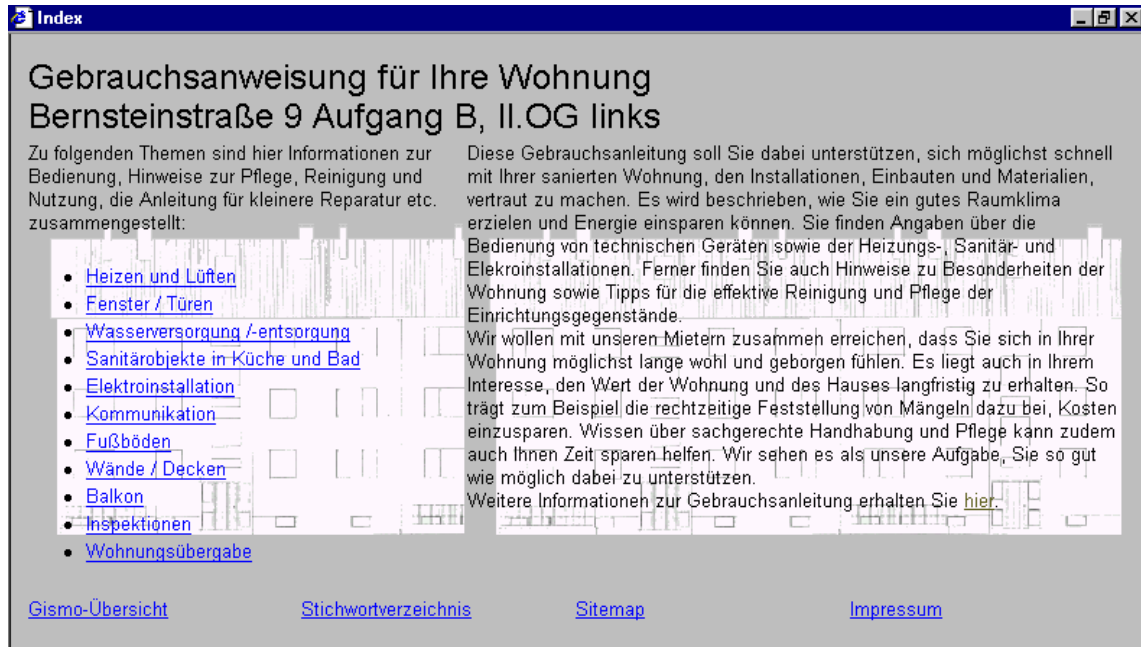 Index
Gebrauchsanweisung für Ihre Wohnung
Bernsteinstraße 9 Aufgang B, II.OG links
Zu folgenden Themen sind hier Informationen zur
Bedienung, Hinweise zur Pflege, Reinigung und
Nutzung, die Anleitung für kleinere Reparatur etc.
zusammengestellt:
Heizen und Lüften
Fenster / Türen
Wasserversorgung /-entsorgung
Sanitärobjekte in Küche und Bad
Elektroinstallation
Kommunikation
Fußböden
Wände / Decken
Balkon
Inspektionen
Wohnungsübergabe
Diese Gebrauchsanleitung soll Sie dabei unterstützen, sich möglichst schnell
mit Ihrer sanierten Wohnung, den Installationen, Einbauten und Materialien,
vertraut zu machen. Es wird beschrieben, wie Sie ein gutes Raumklima
erzielen und Energie einsparen können. Sie finden Angaben über die
Bedienung von technischen Geräten sowie der Heizungs-, Sanitär- und
Elekroinstallationen. Ferner finden Sie auch Hinweise zu Besonderheiten der
Wohnung sowie Tipps für die effektive Reinigung und Pflege der
Einrichtungsgegenstände.
Wir wollen mit unseren Mietern zusammen erreichen, dass Sie sich in Ihrer
Wohnung möglichst lange wohl und geborgen fühlen. Es liegt auch in Ihrem
Interesse, den Wert der Wohnung und des Hauses langfristig zu erhalten. So
trägt zum Beispiel die rechtzeitige Feststellung von Mängeln dazu bei, Kosten
einzusparen. Wissen über sachgerechte Handhabung und Pflege kann zudem
auch Ihnen Zeit sparen helfen. Wir sehen es als unsere Aufgabe, Sie so gut
wie möglich dabei zu unterstützen.
Weitere Informationen zur Gebrauchsanleitung erhalten Sie hier.
Gismo-Übersicht Stichwortverzeichnis Sitemap Impressum